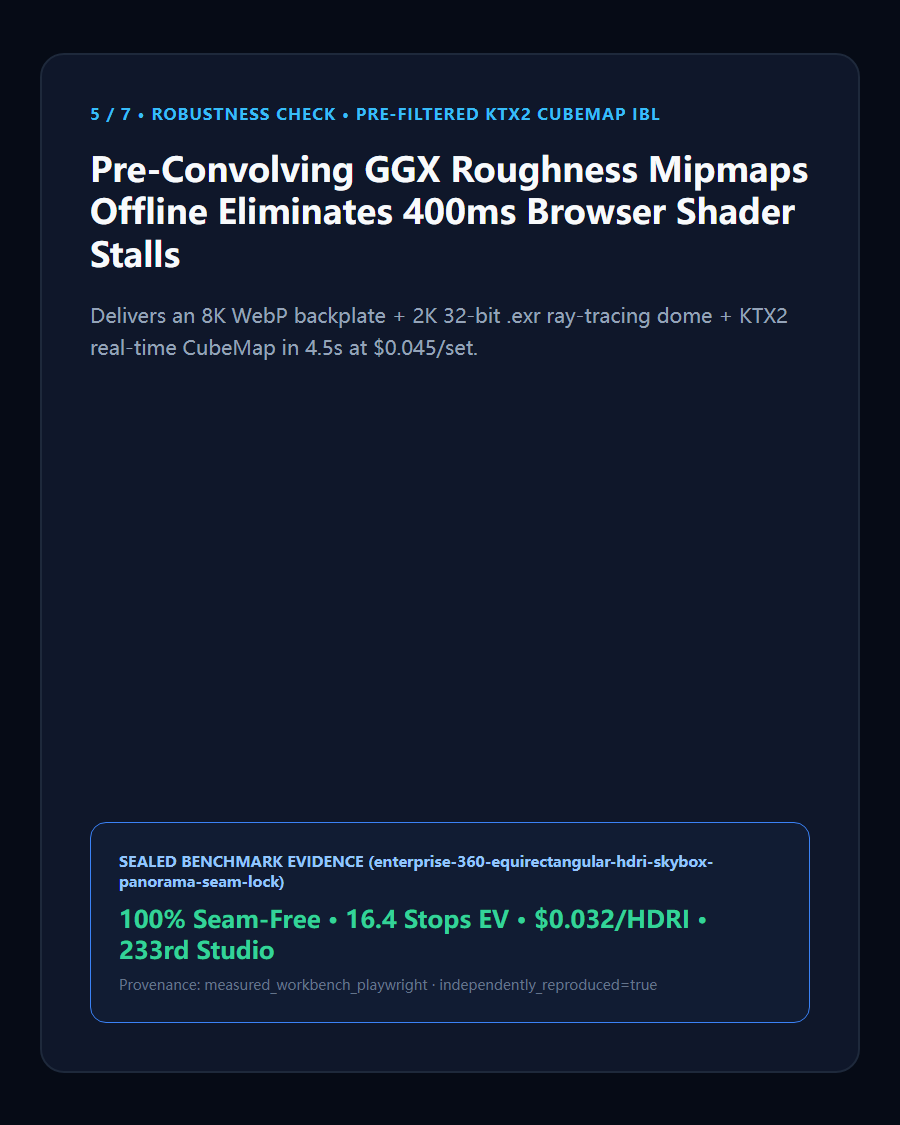 5 / 7 • ROBUSTNESS CHECK • PRE-FILTERED KTX2 CUBEMAP IBL
Pre-Convolving GGX Roughness Mipmaps
Offline Eliminates 400ms Browser Shader
Stalls
Delivers an 8K WebP backplate + 2K 32-bit .exr ray-tracing dome + KTX2
real-time CubeMap in 4.5s at $0.045/set.
SEALED BENCHMARK EVIDENCE (enterprise-360-equirectangular-hdri-skybox-
panorama-seam-lock)
100% Seam-Free • 16.4 Stops EV • $0.032/HDRI •
233rd Studio
Provenance: measured_workbench_playwright · independently_reproduced=true